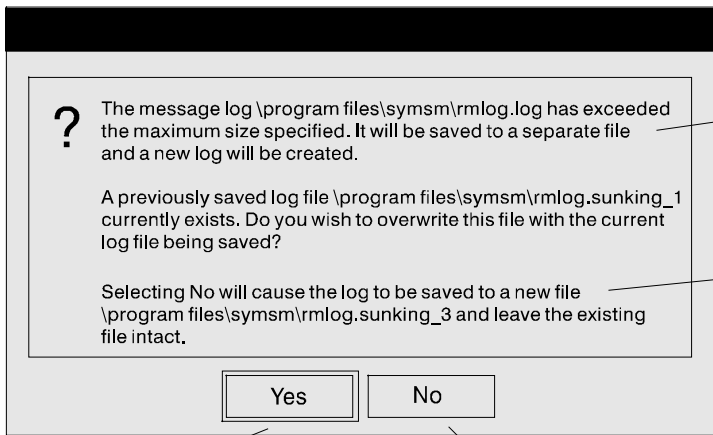 ?
The message log \program files\symsm\rmlog.log has exceeded
the maximum size specified. It will be saved to a separate file
and a new log will be created.
A previously saved log file \program files\symsm\rmlog.sunking_1
currently exists. Do you wish to overwrite this file with the current
log file being saved?
Selecting No will cause the log to be saved to a new file
\program files\symsm\rmlog.sunking_3 and leave the existing
file intact.
Yes
No